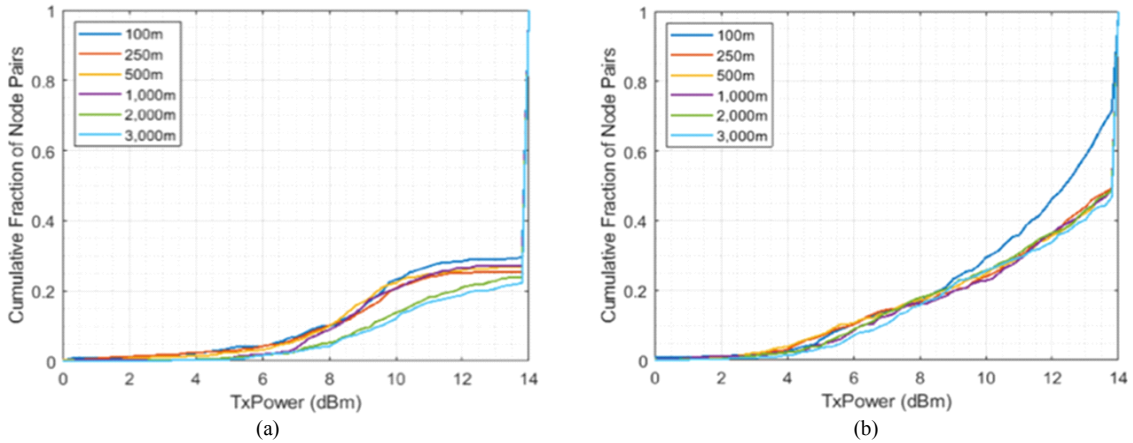 Cumulative Fraction of Node Pairs
1
0.8
0.6
0.4
0.2
0
100m
250m
500m
1,000m
2,000m
3,000m
0 2 4 6 8 10 12 14
TxPower (dBm)
(a)
Cumulative Fraction of Node Pairs
1
0.8
0.6
0.4
0.2
0
100m
250m
500m
1,000m
2,000m
3,000m
0 2 4 6 8 10 12 14
TxPower (dBm)
(b)